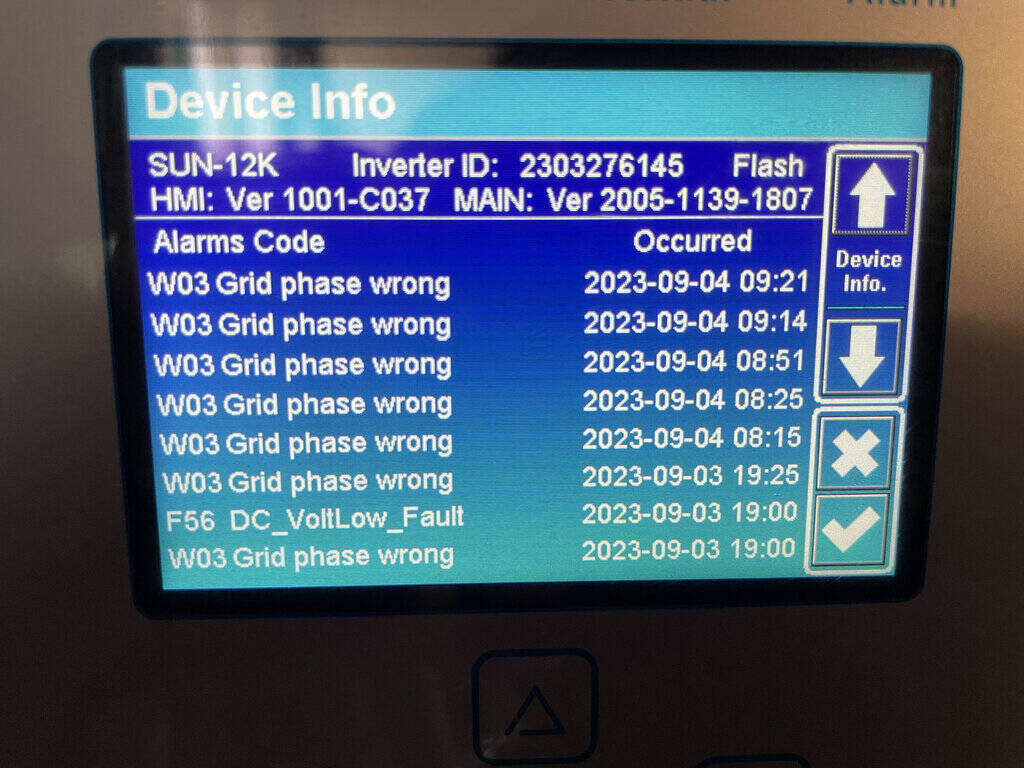 Alarm
Device Info
SUN-12K Inverter ID: 2303276145 Flash
HMI: Ver 1001-C037 MAIN: Ver 2005-1139-1807
Alarms Code Occurred
W03 Grid phase wrong 2023-09-04 09:21
W03 Grid phase wrong 2023-09-04 09:14
W03 Grid phase wrong 2023-09-04 08:51
W03 Grid phase wrong 2023-09-04 08:25
W03 Grid phase wrong 2023-09-04 08:15
W03 Grid phase wrong 2023-09-03 19:25
F56 DC_VoltLow_Fault 2023-09-03 19:00
W03 Grid phase wrong 2023-09-03 19:00
Device
Info.